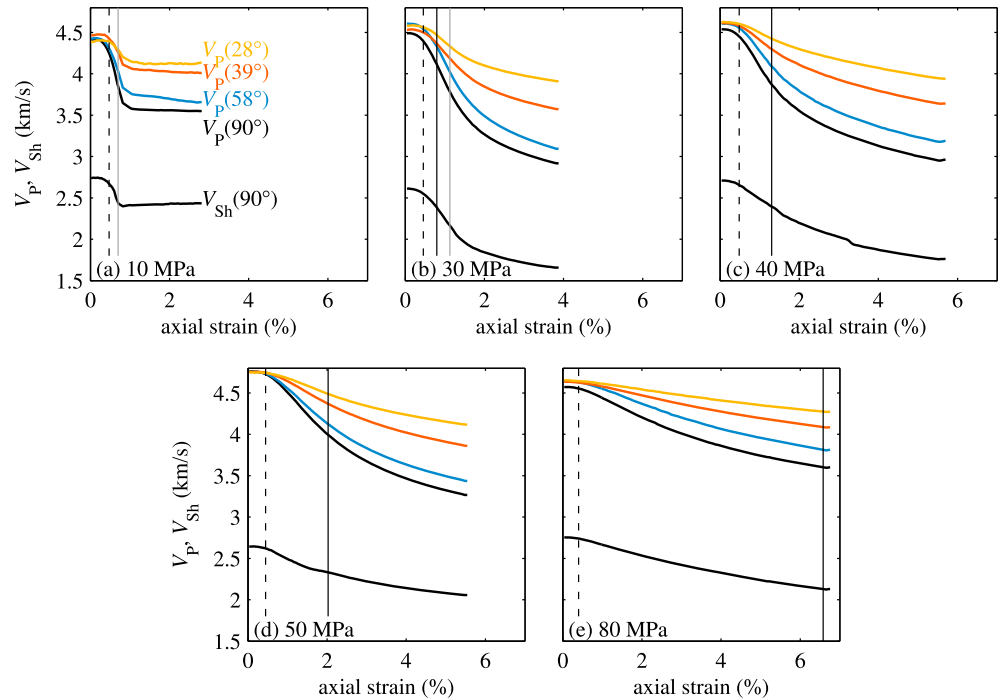 4.5
4
3.5
3
2.5
2
1.5
V_P, V_Sh (km/s)
V_P(28°)
V_P(39°)
V_P(58°)
V_P(90°)
V_Sh(90°)
(a) 10 MPa
0 2 4 6
axial strain (%)
(b) 30 MPa
0 2 4 6
axial strain (%)
(c) 40 MPa
0 2 4 6
axial strain (%)
4.5
4
3.5
3
2.5
2
1.5
V_P, V_Sh (km/s)
(d) 50 MPa
0 2 4 6
axial strain (%)
(e) 80 MPa
0 2 4 6
axial strain (%)